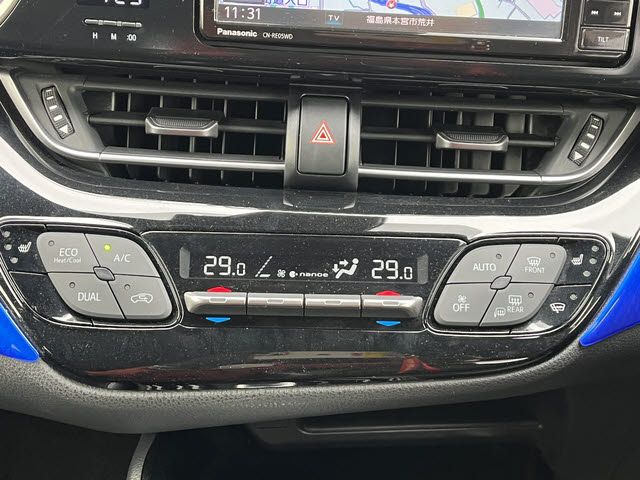 11:31
TV
福島県本宮市荒井
Panasonic CN-RE05WD
TILT
H M :00
ECO
Heat/Cool
A/C
DUAL
29.0
nanoe
29.0
AUTO
FRONT
OFF
REAR